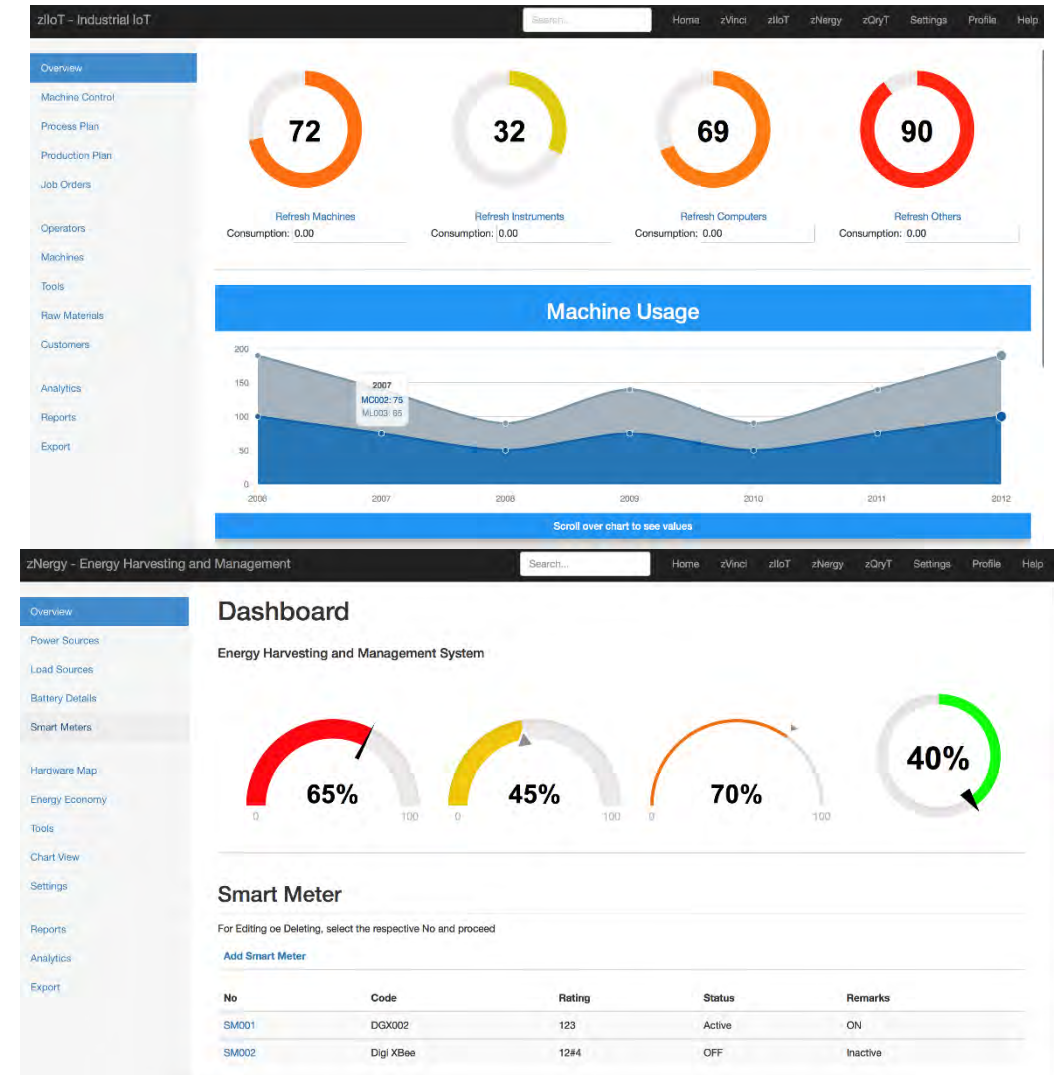 zIIoT - Industrial IoT Search... Home zVinci zIIoT zNergy zQryT Settings Profile Help
Overview
Machine Control
Process Plan
Production Plan
Job Orders
Operators
Machines
Tools
Raw Materials
Customers
Analytics
Reports
Export
72 32 69 90
Refresh Machines Refresh Instruments Refresh Computers Refresh Others
Consumption: 0.00 Consumption: 0.00 Consumption: 0.00 Consumption: 0.00
Machine Usage
200
150
100
50
0
2007
MC002: 75
ML003: 65
2006 2007 2008 2009 2010 2011 2012
Scroll over chart to see values
zNergy - Energy Harvesting and Management Search... Home zVinci zIIoT zNergy zQryT Settings Profile Help
Overview
Power Sources
Load Sources
Battery Details
Smart Meters
Hardware Map
Energy Economy
Tools
Chart View
Settings
Reports
Analytics
Export
Dashboard
Energy Harvesting and Management System
65% 45% 70% 40%
0 100 0 100 0 100
Smart Meter
For Editing oe Deleting, select the respective No and proceed
Add Smart Meter
No Code Rating Status Remarks
SM001 DGX002 123 Active ON
SM002 Digi XBee 12#4 OFF Inactive